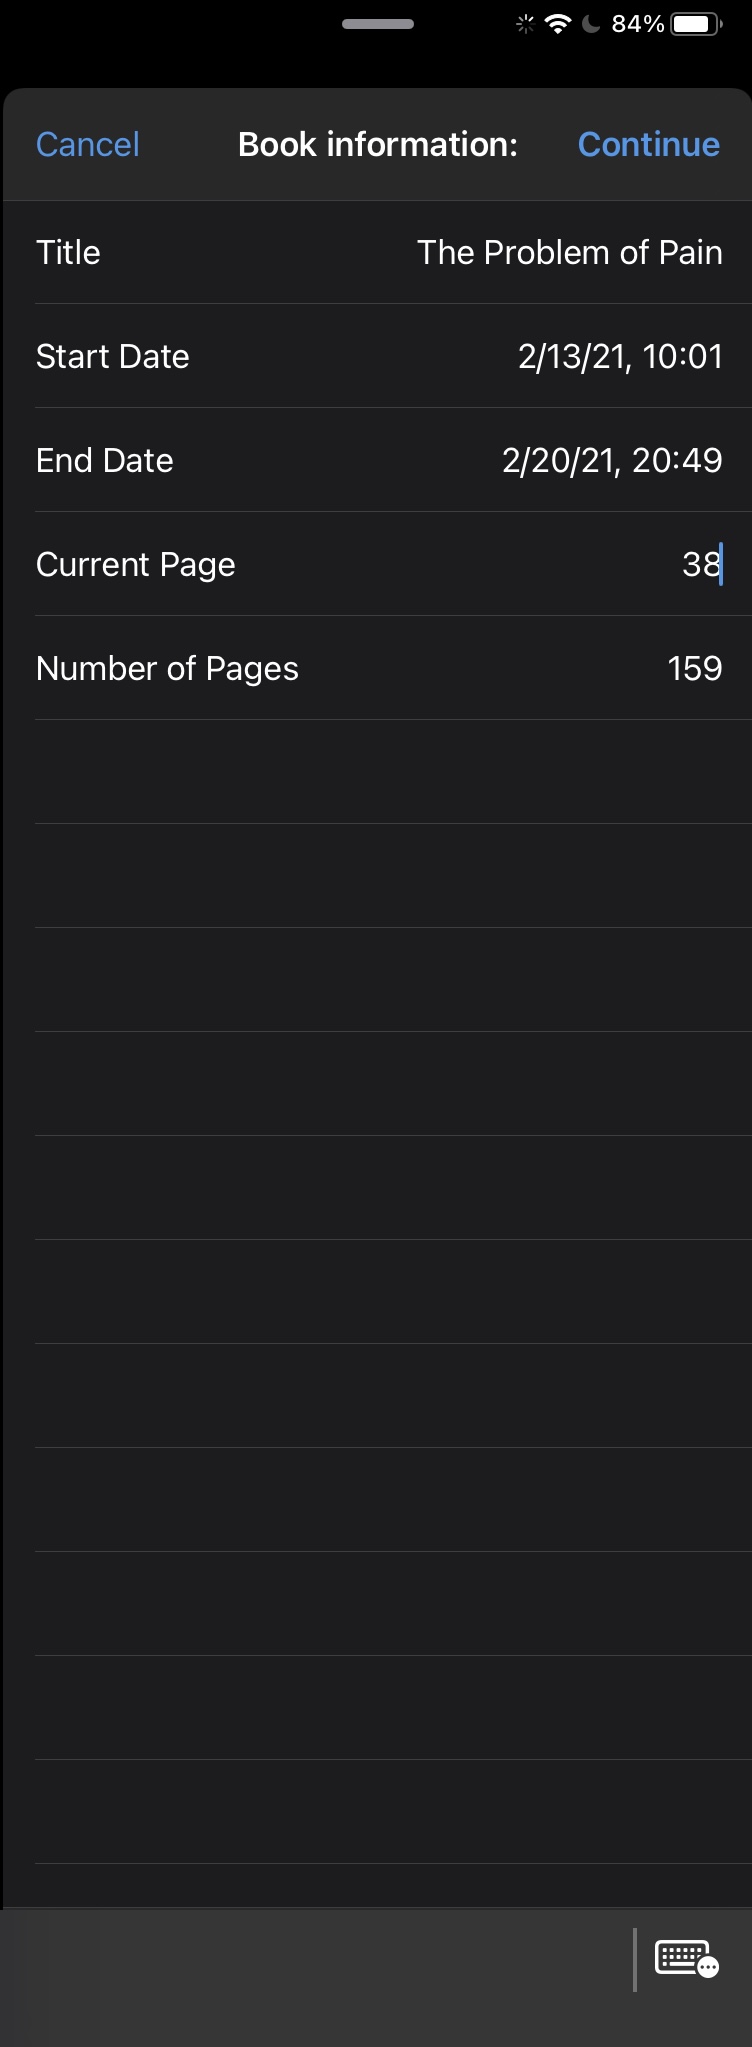 84%
Cancel Book information: Continue
Title The Problem of Pain
Start Date 2/13/21, 10:01
End Date 2/20/21, 20:49
Current Page 38
Number of Pages 159